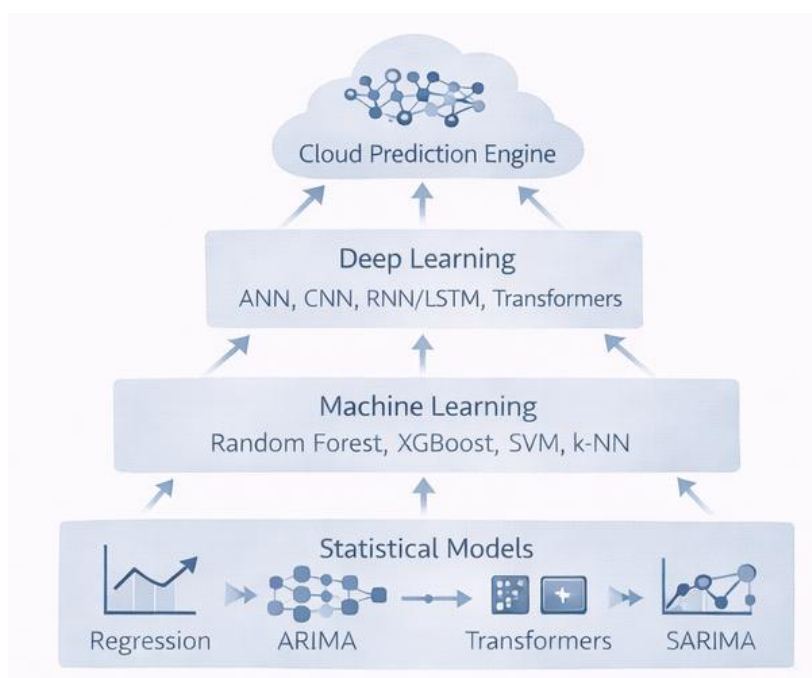 Cloud Prediction Engine
Deep Learning
ANN, CNN, RNN/LSTM, Transformers
Machine Learning
Random Forest, XGBoost, SVM, k-NN
Statistical Models
Regression ARIMA Transformers SARIMA